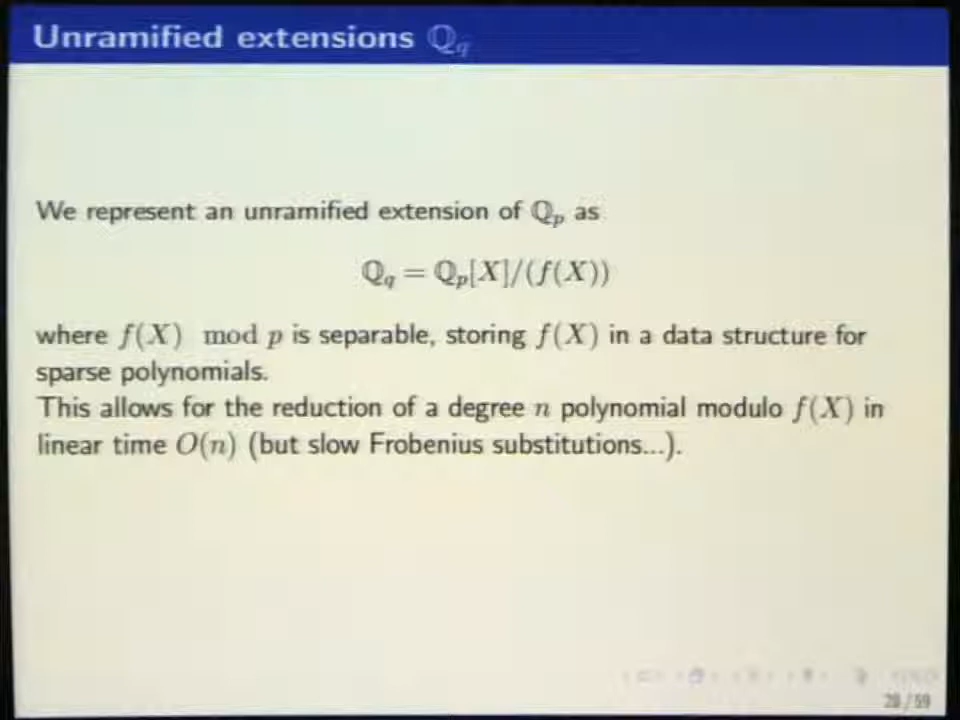 Unramified extensions ℚ_q
We represent an unramified extension of ℚ_p as
ℚ_q = ℚ_p[X]/(f(X))
where f(X) mod p is separable, storing f(X) in a data structure for
sparse polynomials.
This allows for the reduction of a degree n polynomial modulo f(X) in
linear time O(n) (but slow Frobenius substitutions...).